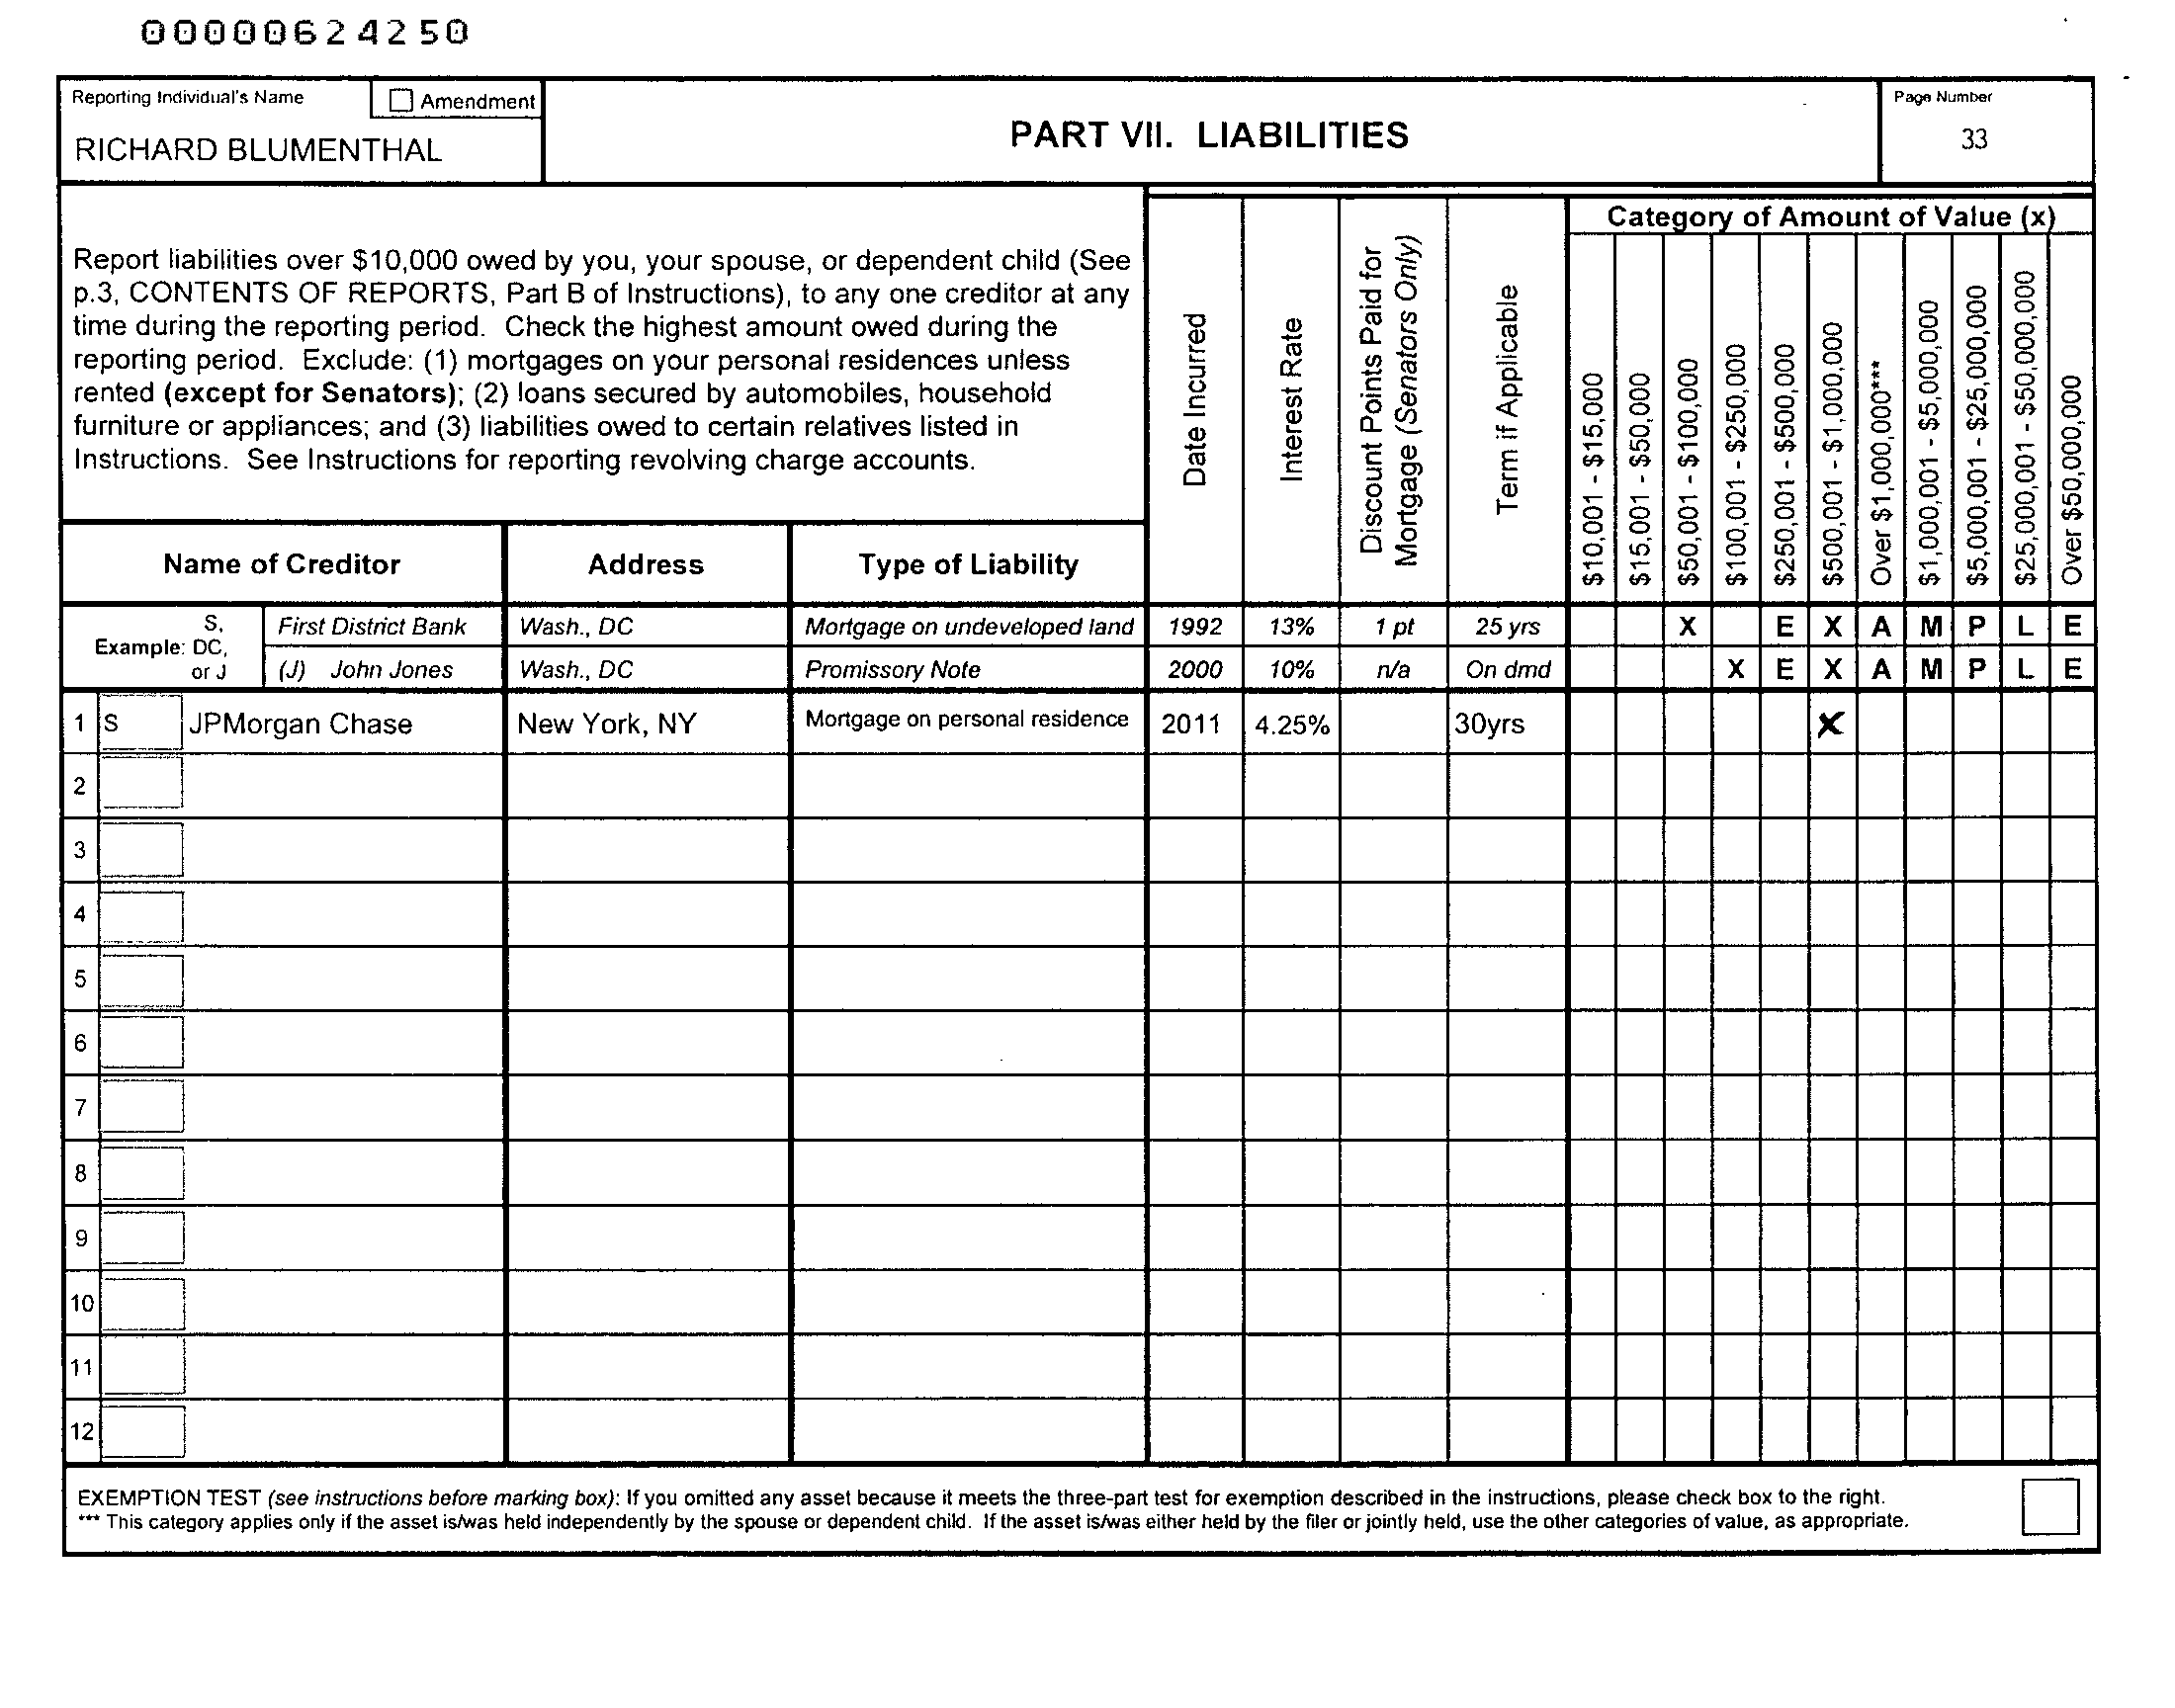 00000624250
Reporting Individual's Name
Amendment
RICHARD BLUMENTHAL
PART VII. LIABILITIES
Page Number
33
Report liabilities over $10,000 owed by you, your spouse, or dependent child (See
p.3, CONTENTS OF REPORTS, Part B of Instructions), to any one creditor at any
time during the reporting period. Check the highest amount owed during the
reporting period. Exclude: (1) mortgages on your personal residences unless
rented (except for Senators); (2) loans secured by automobiles, household
furniture or appliances; and (3) liabilities owed to certain relatives listed in
Instructions. See Instructions for reporting revolving charge accounts.
Name of Creditor
Address
Type of Liability
Date Incurred
Interest Rate
Discount Points Paid for
Mortgage (Senators Only)
Term if Applicable
Category of Amount of Value (x)
$10,001 - $15,000
$15,001 - $50,000
$50,001 - $100,000
$100,001 - $250,000
$250,001 - $500,000
$500,001 - $1,000,000
Over $1,000,000***
$1,000,001 - $5,000,000
$5,000,001 - $25,000,000
$25,000,001 - $50,000,000
Over $50,000,000
S,
Example: DC,
or J
First District Bank Wash., DC Mortgage on undeveloped land 1992 13% 1 pt 25 yrs X E X A M P L E
(J) John Jones Wash., DC Promissory Note 2000 10% n/a On dmd X E X A M P L E
1 S JPMorgan Chase New York, NY Mortgage on personal residence 2011 4.25% 30yrs X
2
3
4
5
6
7
8
9
10
11
12
EXEMPTION TEST (see instructions before marking box): If you omitted any asset because it meets the three-part test for exemption described in the instructions, please check box to the right.
*** This category applies only if the asset is/was held independently by the spouse or dependent child. If the asset is/was either held by the filer or jointly held, use the other categories of value, as appropriate.